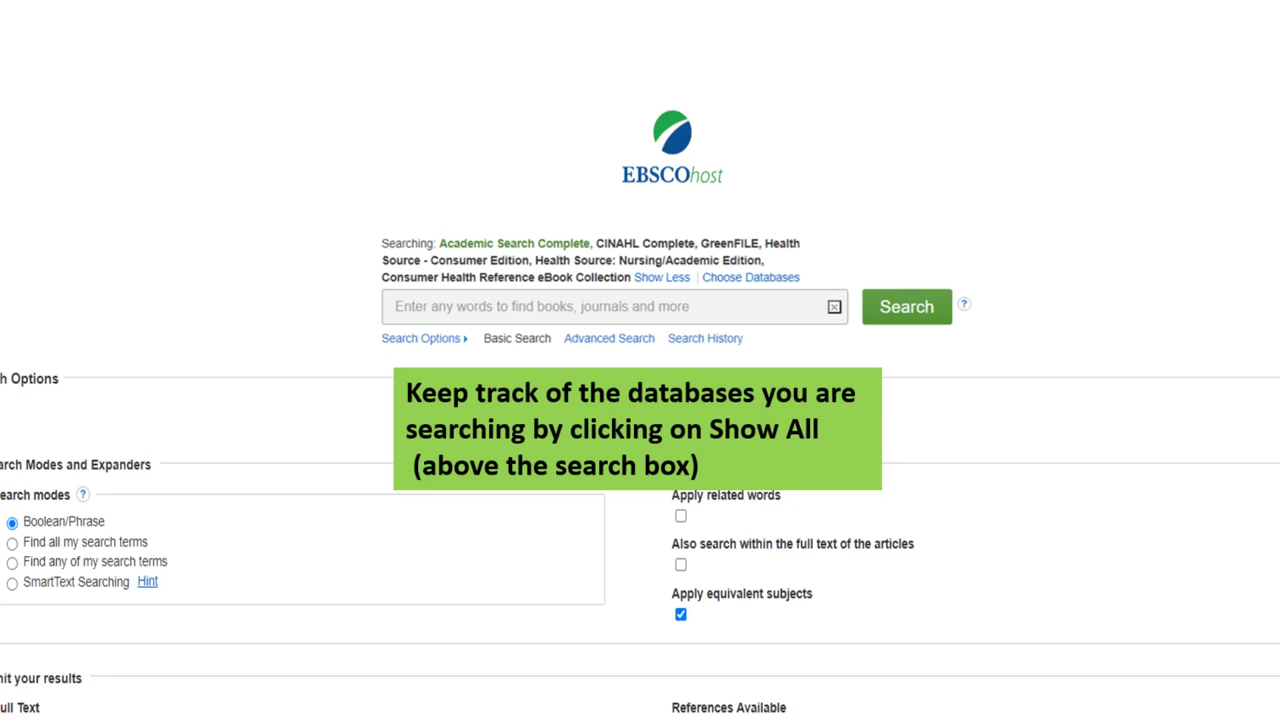 EBSCOhost
Searching: Academic Search Complete, CINAHL Complete, GreenFILE, Health
Source - Consumer Edition, Health Source: Nursing/Academic Edition,
Consumer Health Reference eBook Collection Show Less | Choose Databases
Enter any words to find books, journals and more
Search
?
Search Options Basic Search Advanced Search Search History
h Options
Keep track of the databases you are
searching by clicking on Show All
(above the search box)
arch Modes and Expanders
earch modes ?
Boolean/Phrase
Find all my search terms
Find any of my search terms
SmartText Searching Hint
Apply related words
Also search within the full text of the articles
Apply equivalent subjects
nit your results
ull Text
References Available